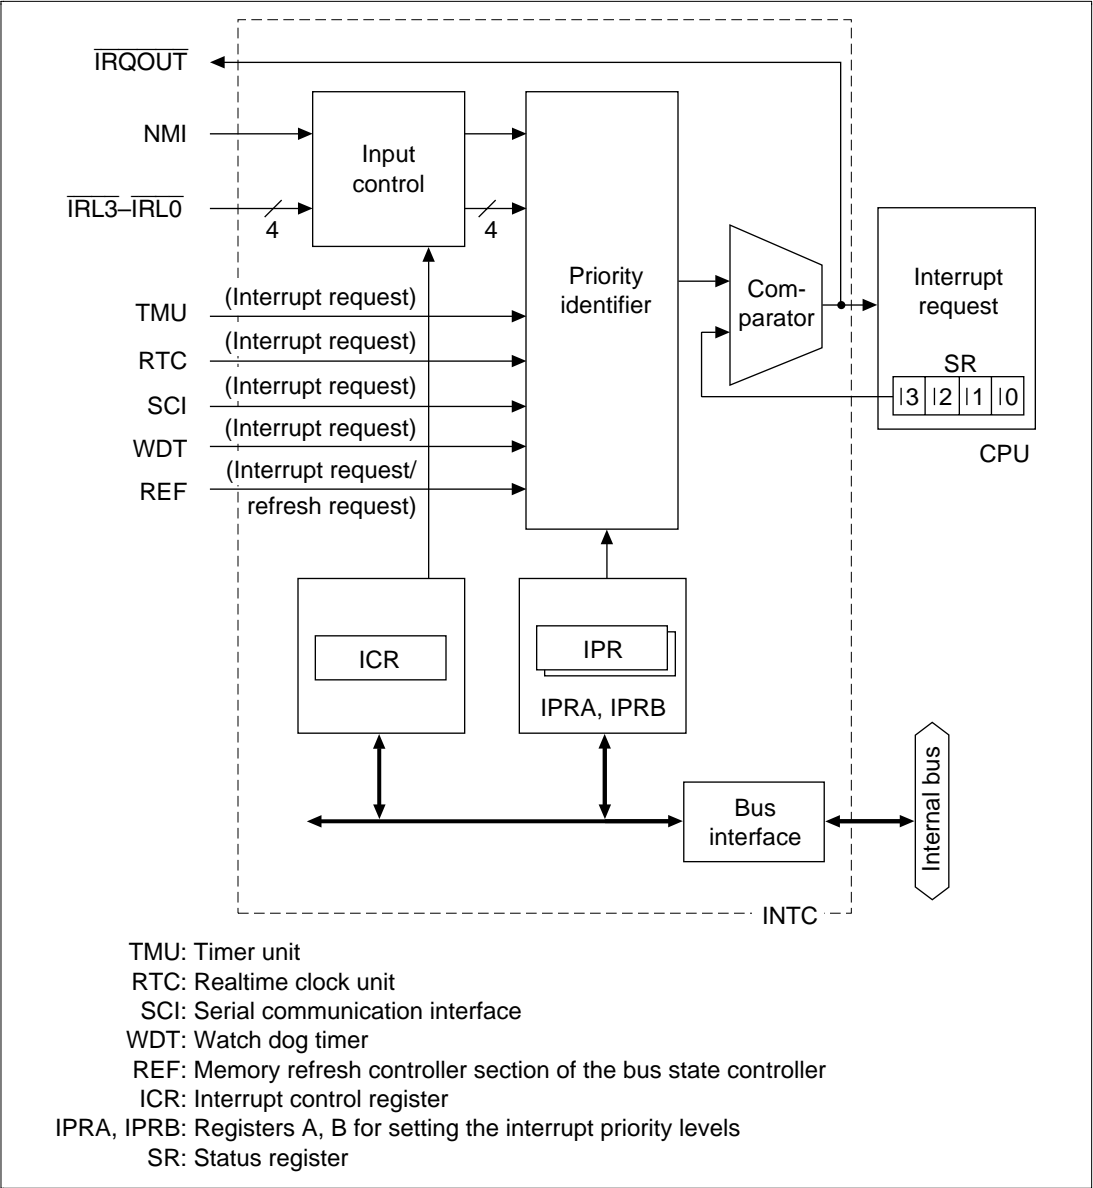 IRQOUT
NMI
Input
control
IRL3–IRL0
4
4
Priority
identifier
Com-
parator
Interrupt
request
SR
I3 I2 I1 I0
CPU
TMU (Interrupt request)
RTC (Interrupt request)
SCI (Interrupt request)
WDT (Interrupt request)
REF (Interrupt request/
refresh request)
ICR
IPR
IPRA, IPRB
Bus
interface
Internal bus
INTC
TMU: Timer unit
RTC: Realtime clock unit
SCI: Serial communication interface
WDT: Watch dog timer
REF: Memory refresh controller section of the bus state controller
ICR: Interrupt control register
IPRA, IPRB: Registers A, B for setting the interrupt priority levels
SR: Status register